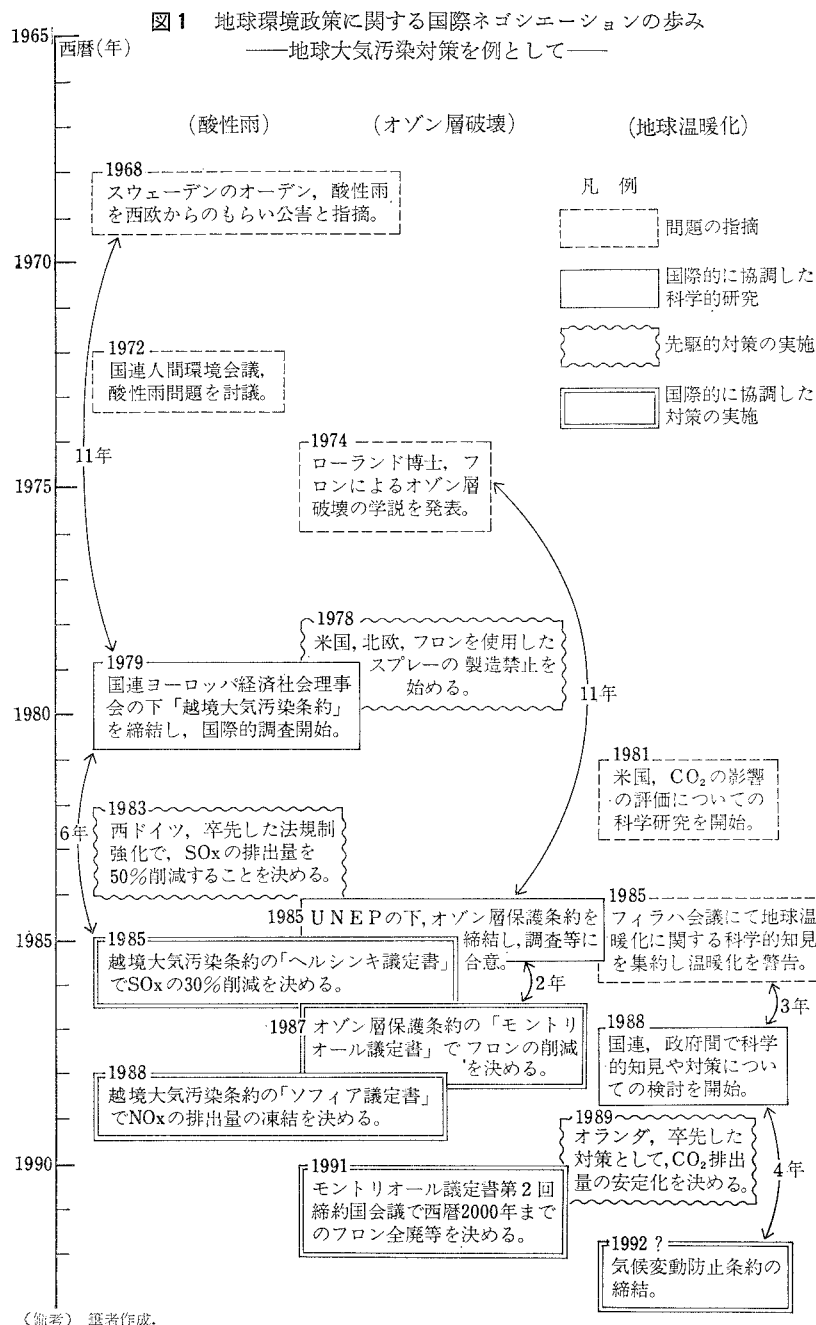 図1 地球環境政策に関する国際ネゴシエーションの歩み
――地球大気汚染対策を例として――
1965
西暦(年)
(酸性雨)
(オゾン層破壊)
(地球温暖化)
1968
スウェーデンのオーデン,酸性雨
を西欧からのもらい公害と指摘。
凡 例
問題の指摘
国際的に協調した
科学的研究
先駆的対策の実施
国際的に協調した
対策の実施
1970
1972
国連人間環境会議,
酸性雨問題を討議。
11年
1974
ローランド博士,フ
ロンによるオゾン層
破壊の学説を発表。
1975
1978
米国,北欧,フロンを使用した
スプレーの製造禁止を
始める。
11年
1979
国連ヨーロッパ経済社会理事
会の下「越境大気汚染条約」
を締結し,国際的調査開始。
1980
1981
米国,CO₂の影響
の評価についての
科学研究を開始。
6年
1983
西ドイツ,卒先した法規制
強化で,SOxの排出量を
50%削減することを決める。
1985
1985
UNEPの下,オゾン層保護条約を
締結し,調査等に
合意。
1985
フィラハ会議にて地球温
暖化に関する科学的知見
を集約し温暖化を警告。
1985
越境大気汚染条約の「ヘルシンキ議定書」
でSOxの30%削減を決める。
2年
3年
1987
オゾン層保護条約の「モントリ
オール議定書」でフロンの削減
を決める。
1988
国連,政府間で科学
的知見や対策につい
ての検討を開始。
1988
越境大気汚染条約の「ソフィア議定書」
でNOxの排出量の凍結を決める。
1989
オランダ,卒先した
対策として,CO₂排出
量の安定化を決める。
4年
1990
1991
モントリオール議定書第2回
締約国会議で西暦2000年まで
のフロン全廃等を決める。
1992?
気候変動防止条約の
締結。
(備考) 筆者作成.